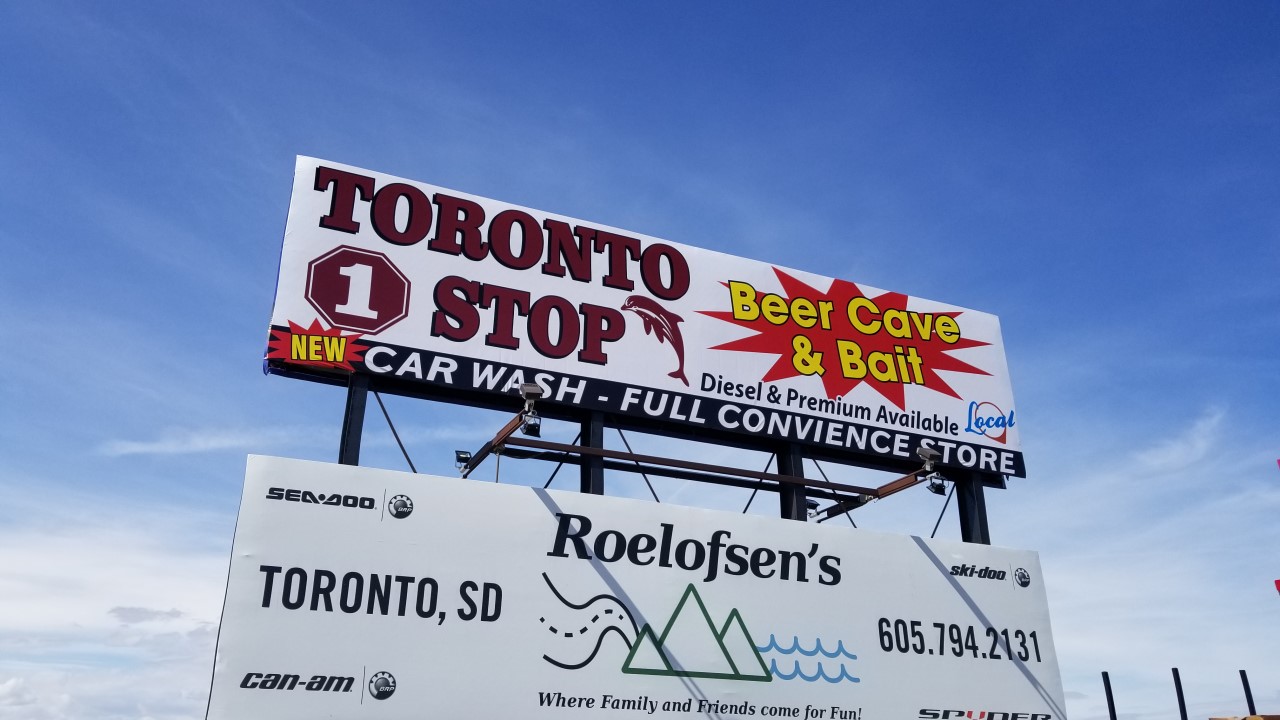 TORONTO
1 STOP
Beer Cave
& Bait
Diesel & Premium Available Local
NEW
CAR WASH - FULL CONVIENCE STORE
SEA-DOO BRP
Roelofsen's
ski-doo
TORONTO, SD
605.794.2131
can-am BRP
Where Family and Friends come for Fun!
SPYDER